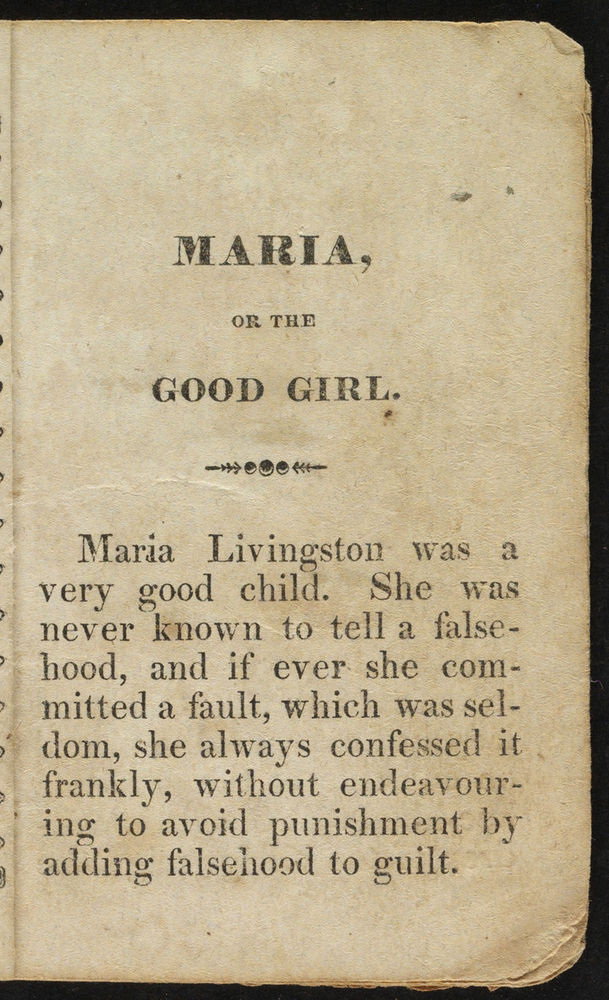 MARIA,
OR THE
GOOD GIRL.
Maria Livingston was a
very good child. She was
never known to tell a false-
hood, and if ever she com-
mitted a fault, which was sel-
dom, she always confessed it
frankly, without endeavour-
ing to avoid punishment by
adding falsehood to guilt.